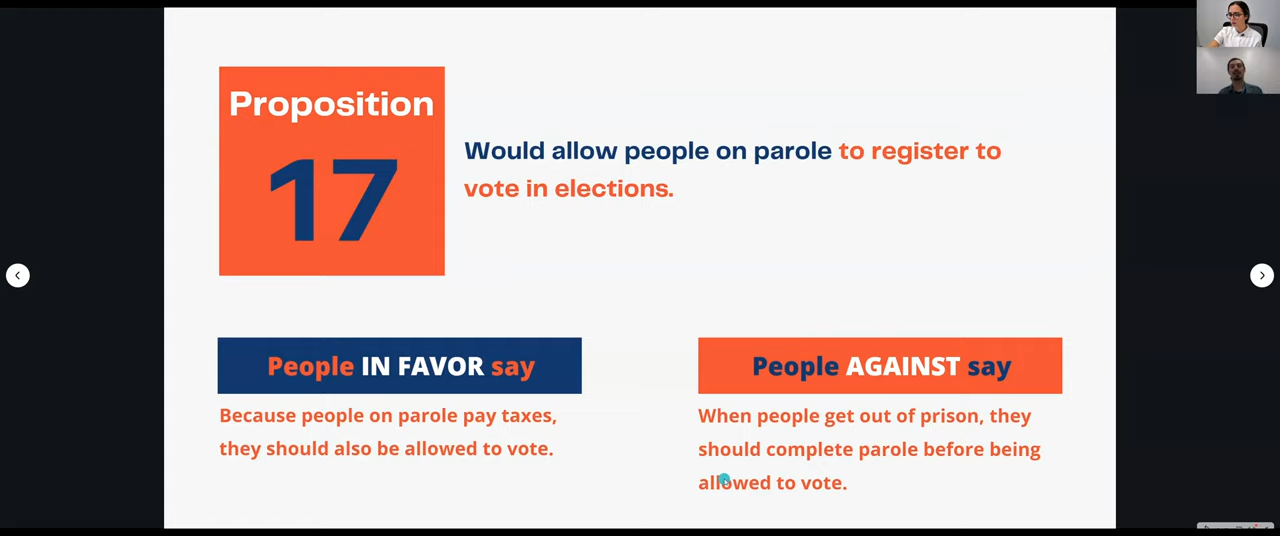 Proposition
17
Would allow people on parole to register to
vote in elections.
People IN FAVOR say
Because people on parole pay taxes,
they should also be allowed to vote.
People AGAINST say
When people get out of prison, they
should complete parole before being
allowed to vote.